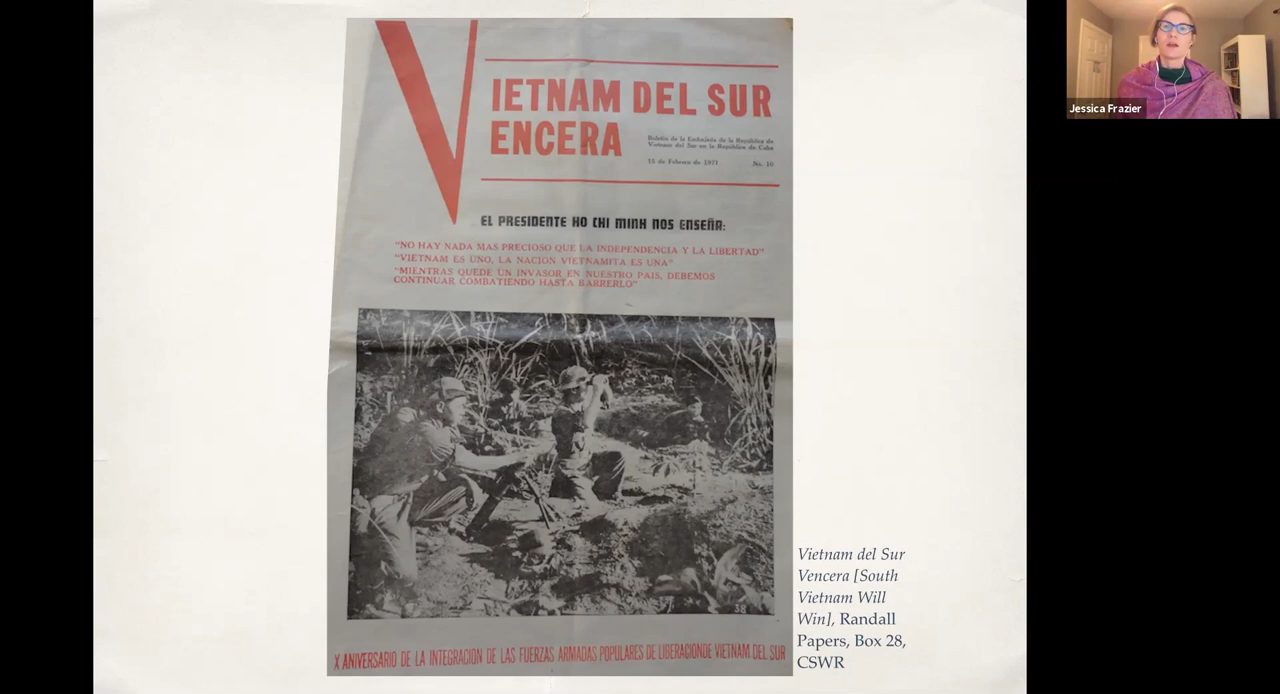 VIETNAM DEL SUR
VENCERA
Boletín de la Embajada de la República de
Vietnam del Sur en la República de Cuba
15 de Febrero de 1971 No. 10
EL PRESIDENTE HO CHI MINH NOS ENSEÑA:
"NO HAY NADA MAS PRECIOSO QUE LA INDEPENDENCIA Y LA LIBERTAD"
"VIETNAM ES UNO, LA NACION VIETNAMITA ES UNA"
"MIENTRAS QUEDE UN INVASOR EN NUESTRO PAIS, DEBEMOS
CONTINUAR COMBATIENDO HASTA BARRERLO"
38
X ANIVERSARIO DE LA INTEGRACION DE LAS FUERZAS ARMADAS POPULARES DE LIBERACIONDE VIETNAM DEL SUR
Vietnam del Sur
Vencera [South
Vietnam Will
Win], Randall
Papers, Box 28,
CSWR
Jessica Frazier